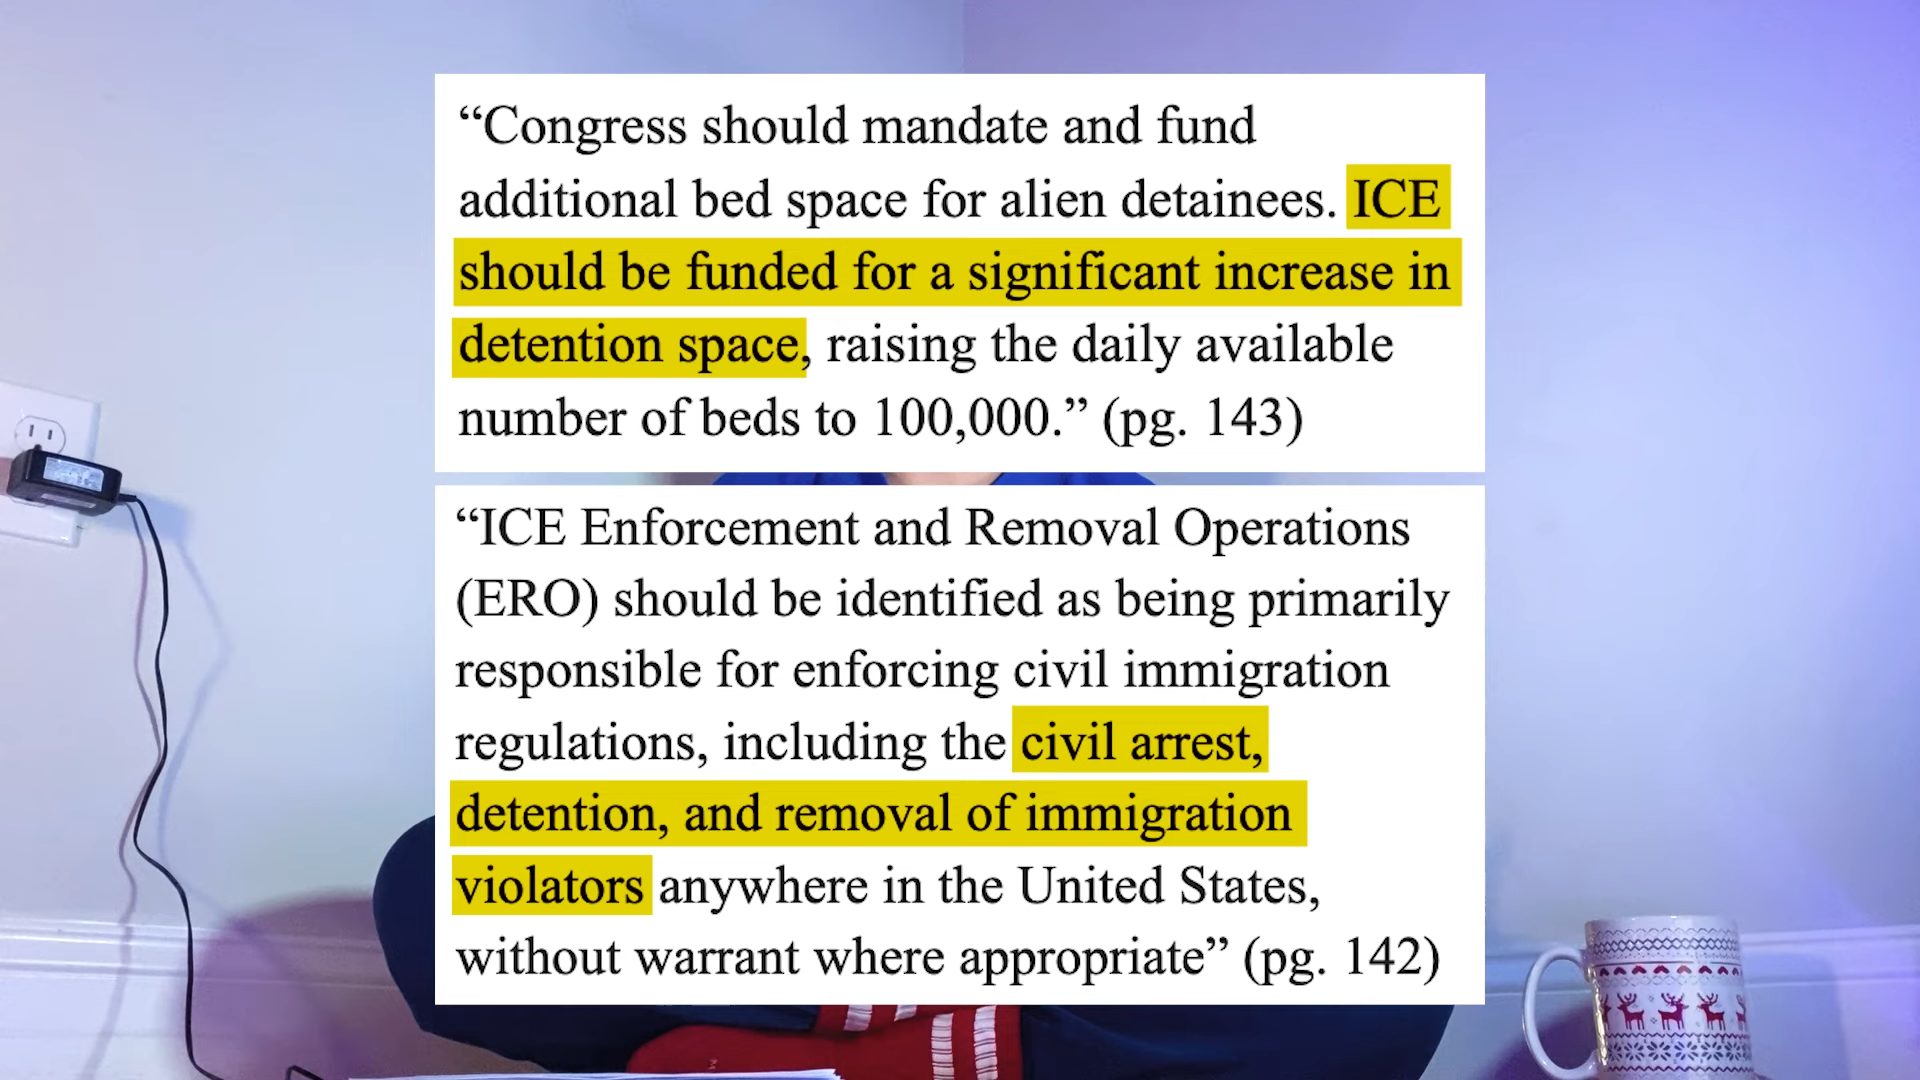 “Congress should mandate and fund
additional bed space for alien detainees. ICE
should be funded for a significant increase in
detention space, raising the daily available
number of beds to 100,000.” (pg. 143)
“ICE Enforcement and Removal Operations
(ERO) should be identified as being primarily
responsible for enforcing civil immigration
regulations, including the civil arrest,
detention, and removal of immigration
violators anywhere in the United States,
without warrant where appropriate” (pg. 142)